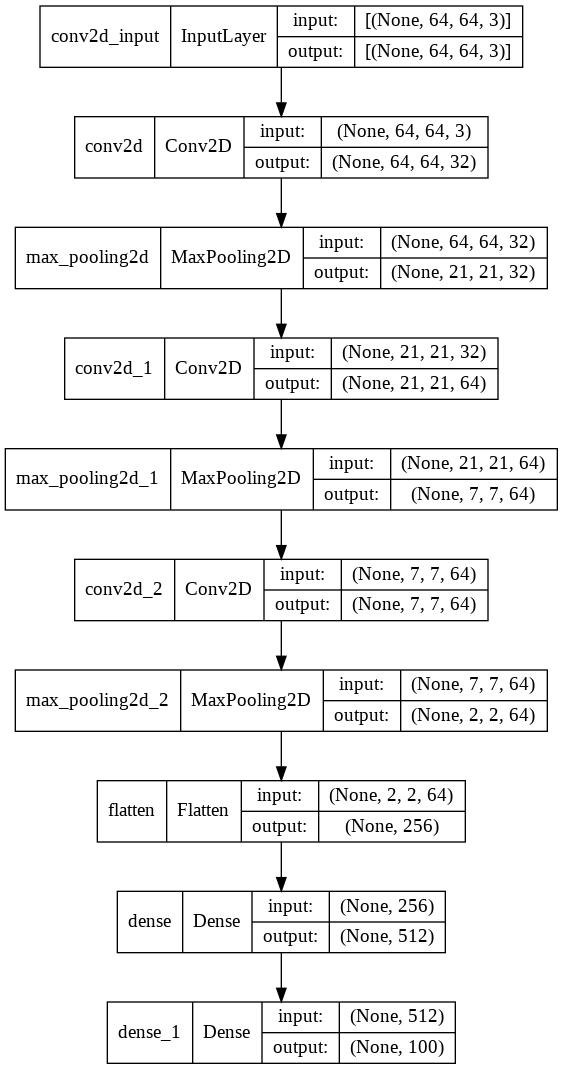 conv2d_input InputLayer input: [(None, 64, 64, 3)]
output: [(None, 64, 64, 3)]
conv2d Conv2D input: (None, 64, 64, 3)
output: (None, 64, 64, 32)
max_pooling2d MaxPooling2D input: (None, 64, 64, 32)
output: (None, 21, 21, 32)
conv2d_1 Conv2D input: (None, 21, 21, 32)
output: (None, 21, 21, 64)
max_pooling2d_1 MaxPooling2D input: (None, 21, 21, 64)
output: (None, 7, 7, 64)
conv2d_2 Conv2D input: (None, 7, 7, 64)
output: (None, 7, 7, 64)
max_pooling2d_2 MaxPooling2D input: (None, 7, 7, 64)
output: (None, 2, 2, 64)
flatten Flatten input: (None, 2, 2, 64)
output: (None, 256)
dense Dense input: (None, 256)
output: (None, 512)
dense_1 Dense input: (None, 512)
output: (None, 100)